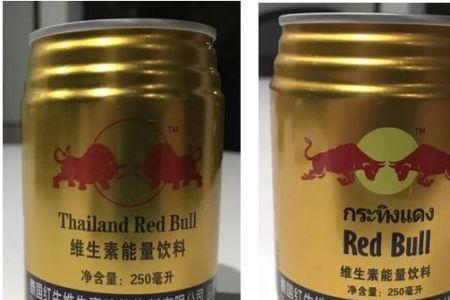 TM
Thailand Red Bull
维生素能量饮料
净含量：250毫升
TM
กระทิงแดง
Red Bull
维生素能量饮料
净含量：250毫升